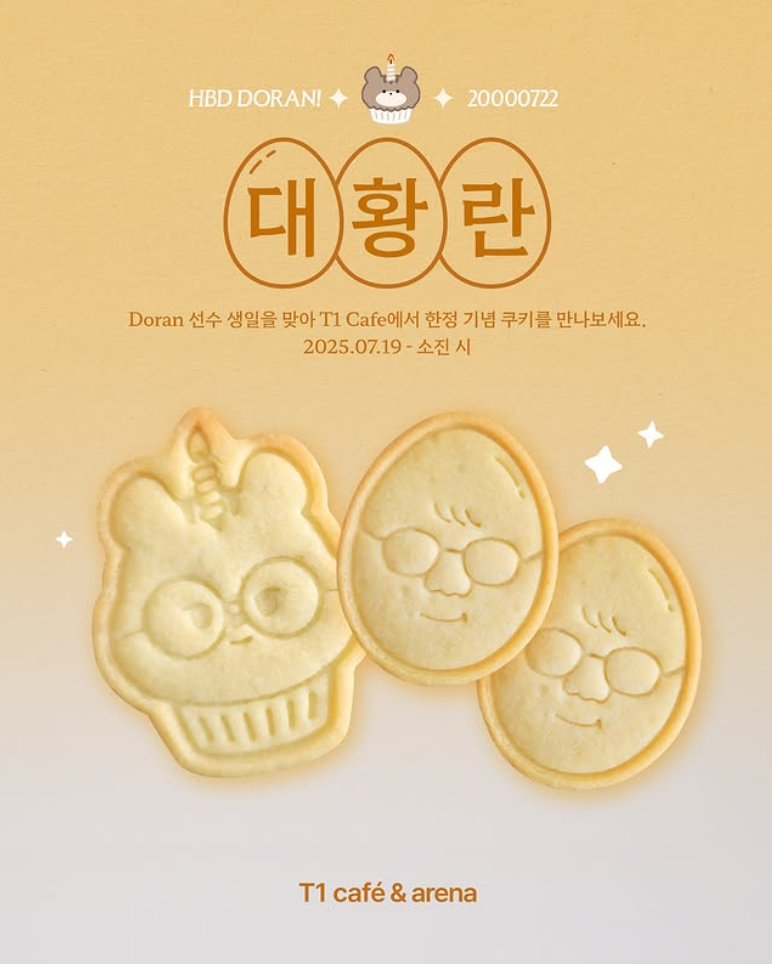 HBD DORAN! 20000722
대황란
Doran 선수 생일을 맞아 T1 Cafe에서 한정 기념 쿠키를 만나보세요.
2025.07.19 - 소진 시
T1 café & arena